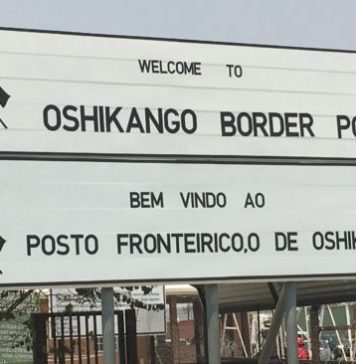 WELCOME TO
OSHIKANGO BORDER PO
BEM VINDO AO
POSTO FRONTEIRICO,O DE OSHIK